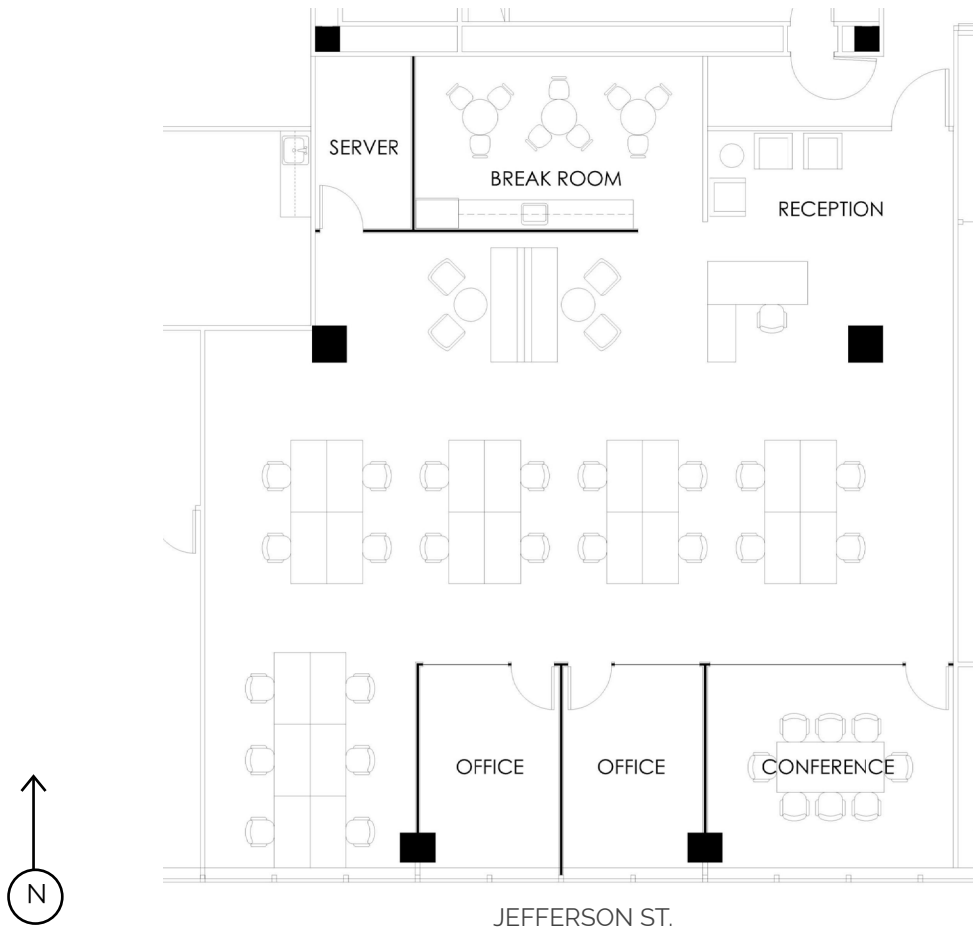 SERVER
BREAK ROOM
RECEPTION
OFFICE
OFFICE
CONFERENCE
N
JEFFERSON ST.